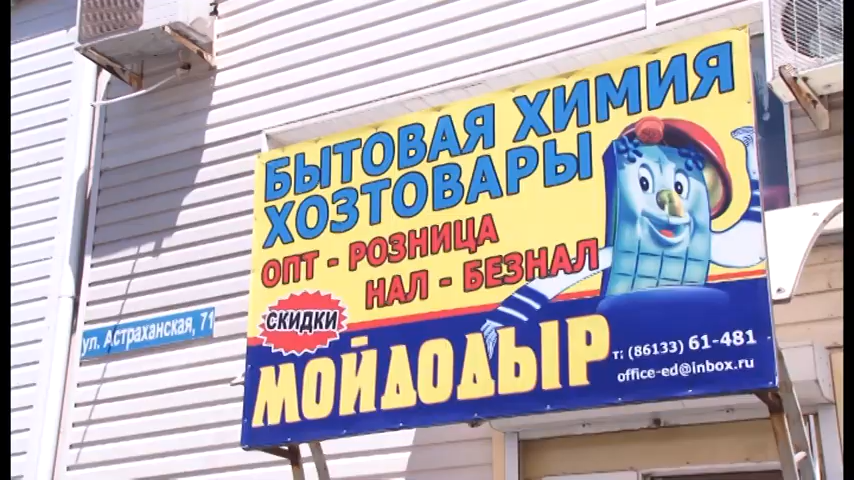 БЫТОВАЯ ХИМИЯ
ХОЗТОВАРЫ
ОПТ - РОЗНИЦА
НАЛ - БЕЗНАЛ
СКИДКИ
МОЙДОДЫР
т: (86133) 61-481
office-ed@inbox.ru
ул. Астраханская, 71